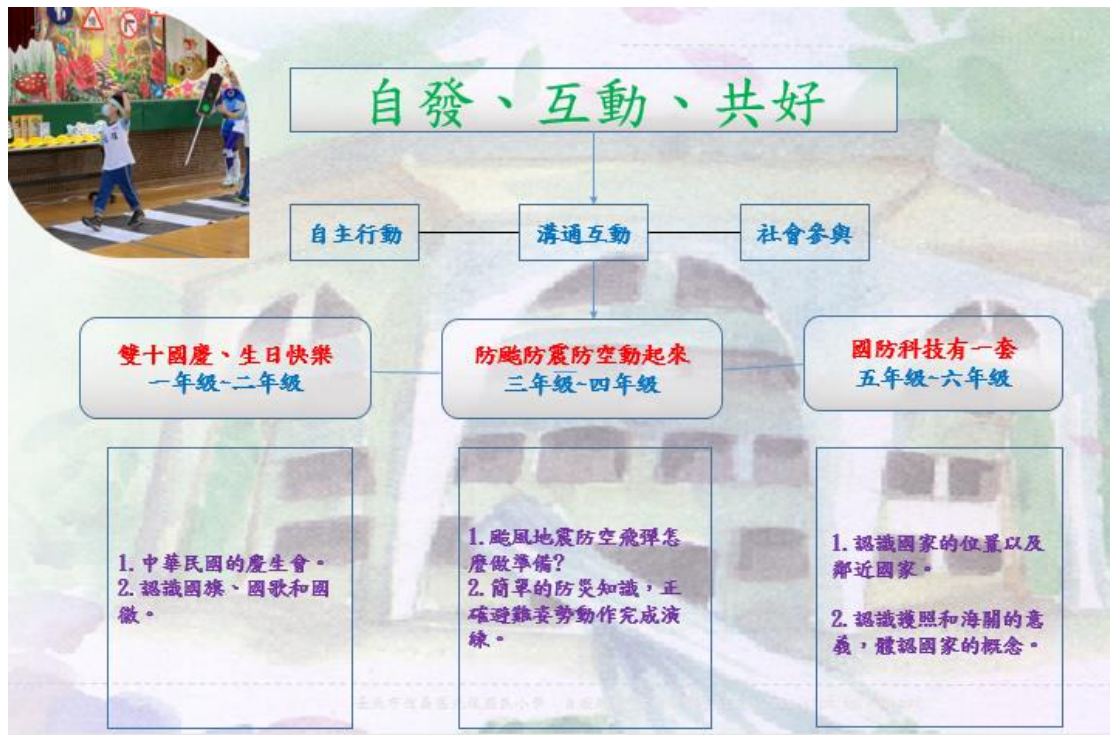 自發、互動、共好
自主行動
溝通互動
社會參與
雙十國慶、生日快樂
一年級~二年級
防颱防震防空動起來
三年級~四年級
國防科技有一套
五年級~六年級
1. 中華民國的慶生會。
2. 認識國旗、國歌和國
徽。
1. 颱風地震防空飛彈怎
麼做準備?
2. 簡單的防災知識,正
確避難姿勢動作完成演
練。
1. 認識國家的位置以及
鄰近國家。
2. 認識護照和海關的意
義,體認國家的概念。